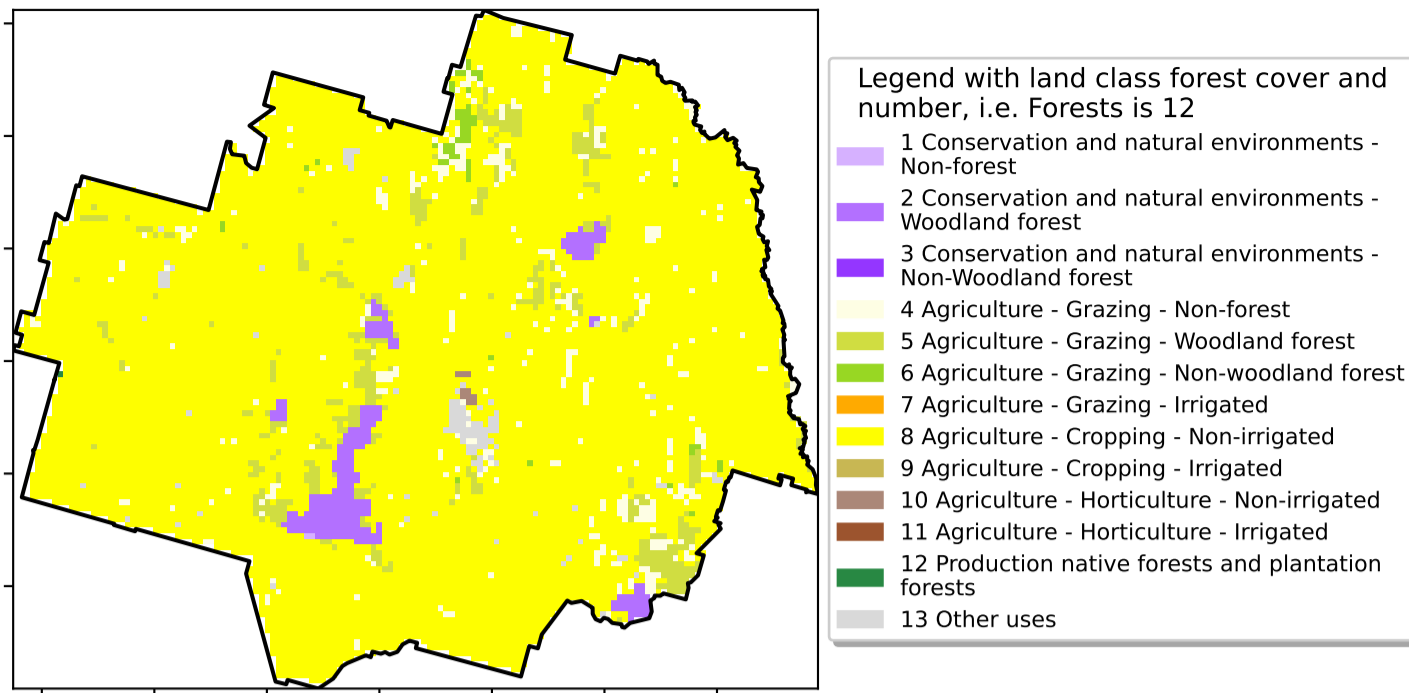 Legend with land class forest cover and
number, i.e. Forests is 12
1 Conservation and natural environments -
Non-forest
2 Conservation and natural environments -
Woodland forest
3 Conservation and natural environments -
Non-Woodland forest
4 Agriculture - Grazing - Non-forest
5 Agriculture - Grazing - Woodland forest
6 Agriculture - Grazing - Non-woodland forest
7 Agriculture - Grazing - Irrigated
8 Agriculture - Cropping - Non-irrigated
9 Agriculture - Cropping - Irrigated
10 Agriculture - Horticulture - Non-irrigated
11 Agriculture - Horticulture - Irrigated
12 Production native forests and plantation
forests
13 Other uses